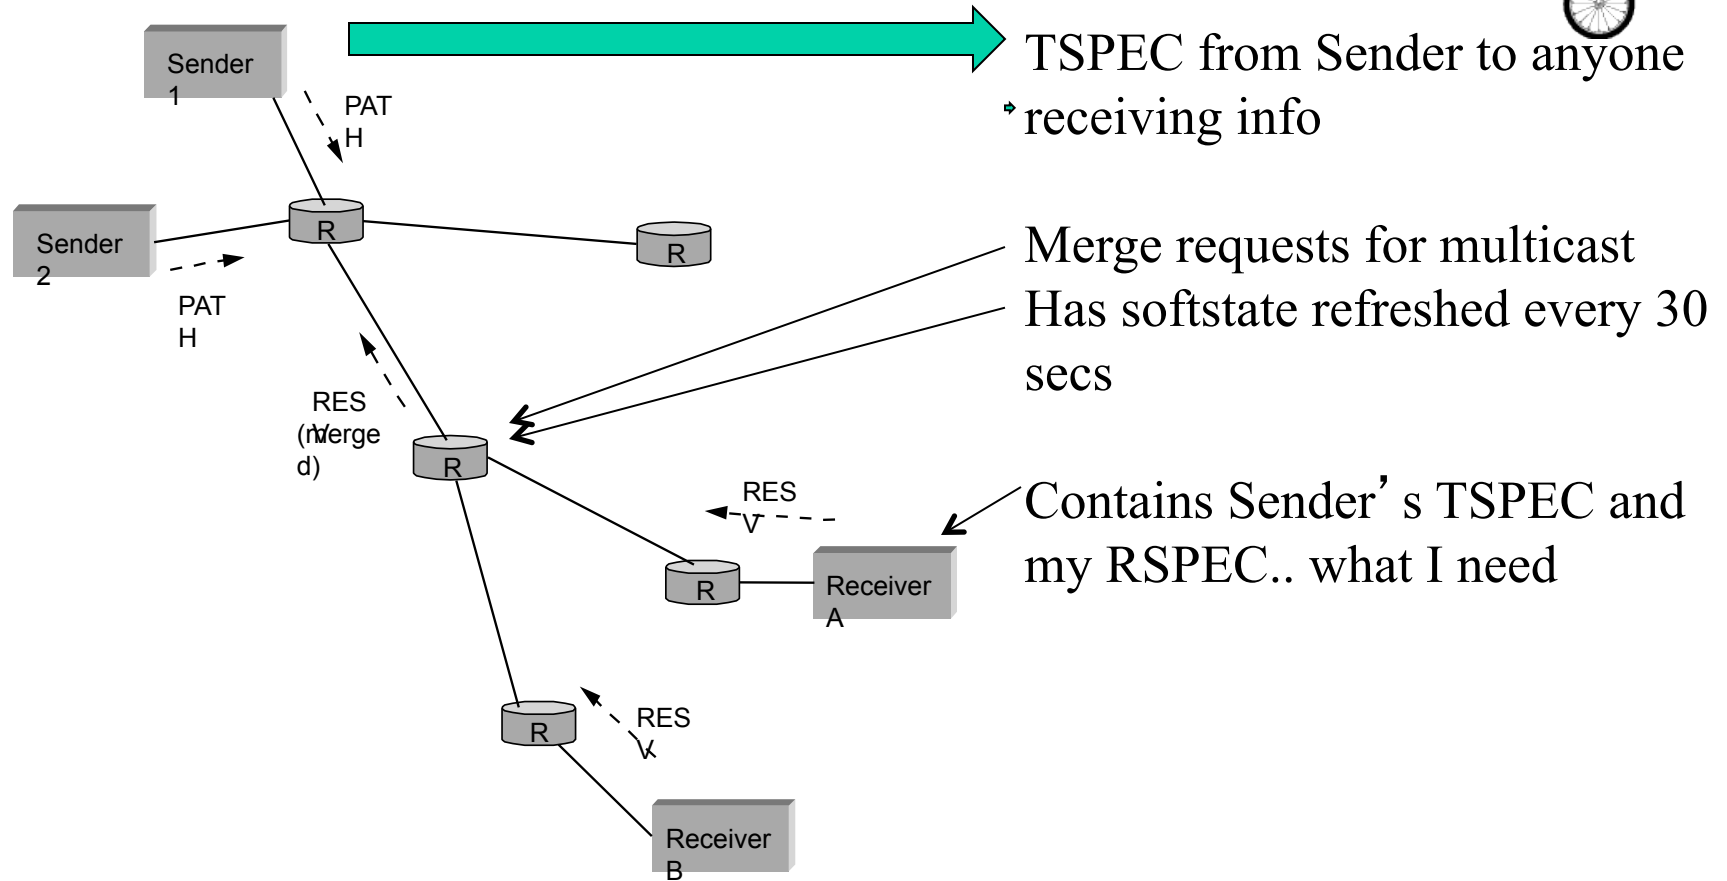 Sender
1
PAT
H
TSPEC from Sender to anyone
receiving info
R
R
Sender
2
PAT
H
Merge requests for multicast
Has softstate refreshed every 30
secs
RES
V
(merge
d)
R
RES
V
Contains Sender’s TSPEC and
my RSPEC.. what I need
R
Receiver
A
R
RES
V
Receiver
B